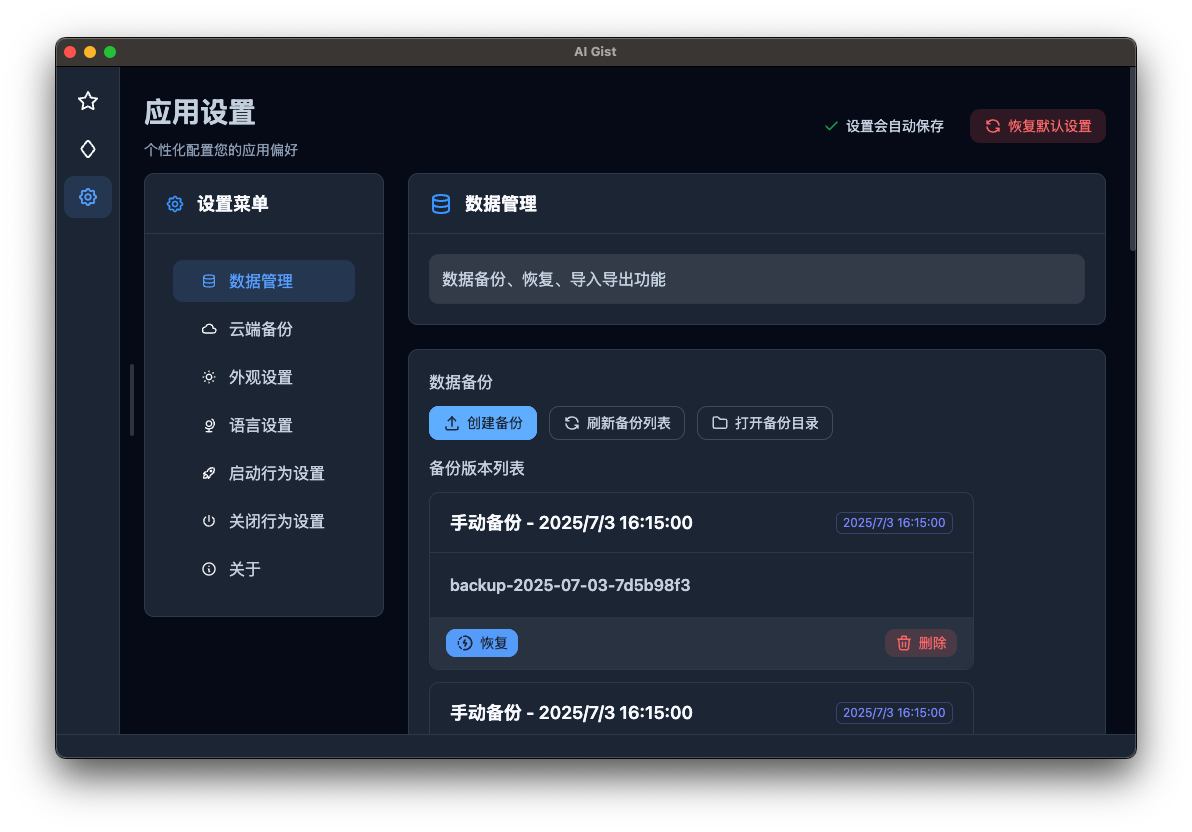 AI Gist
应用设置
个性化配置您的应用偏好
设置会自动保存
恢复默认设置
设置菜单
数据管理
云端备份
外观设置
语言设置
启动行为设置
关闭行为设置
关于
数据管理
数据备份、恢复、导入导出功能
数据备份
创建备份
刷新备份列表
打开备份目录
备份版本列表
手动备份 - 2025/7/3 16:15:00
2025/7/3 16:15:00
backup-2025-07-03-7d5b98f3
恢复
删除
手动备份 - 2025/7/3 16:15:00
2025/7/3 16:15:00